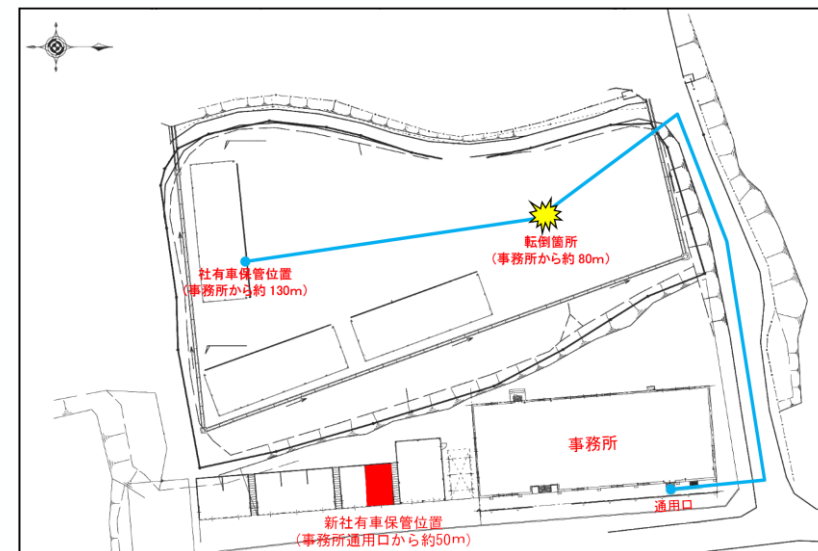 転倒箇所
（事務所から約 80m）
社有車保管位置
（事務所から約 130m）
事務所
通用口
新社有車保管位置
（事務所通用口から約50m）